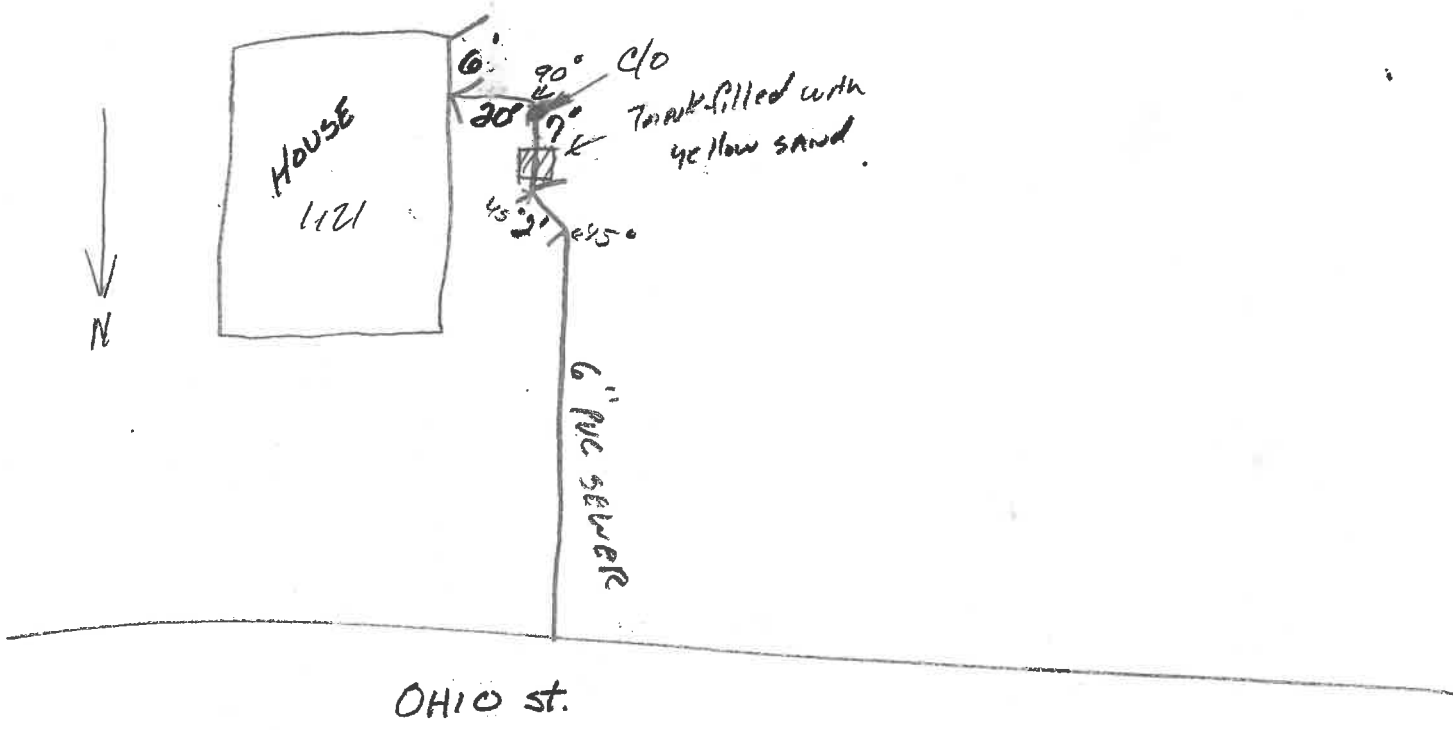 6'
90°
C/O
20'
7'
Tank filled with
yellow sand
HOUSE
1121
45°
2'
45°
N
6" PVC SEWER
OHIO St.